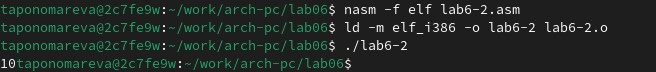 taponomareva@2c7fe9w:~/work/arch-pc/lab06$ nasm -f elf lab6-2.asm
taponomareva@2c7fe9w:~/work/arch-pc/lab06$ ld -m elf_i386 -o lab6-2 lab6-2.o
taponomareva@2c7fe9w:~/work/arch-pc/lab06$ ./lab6-2
10taponomareva@2c7fe9w:~/work/arch-pc/lab06$